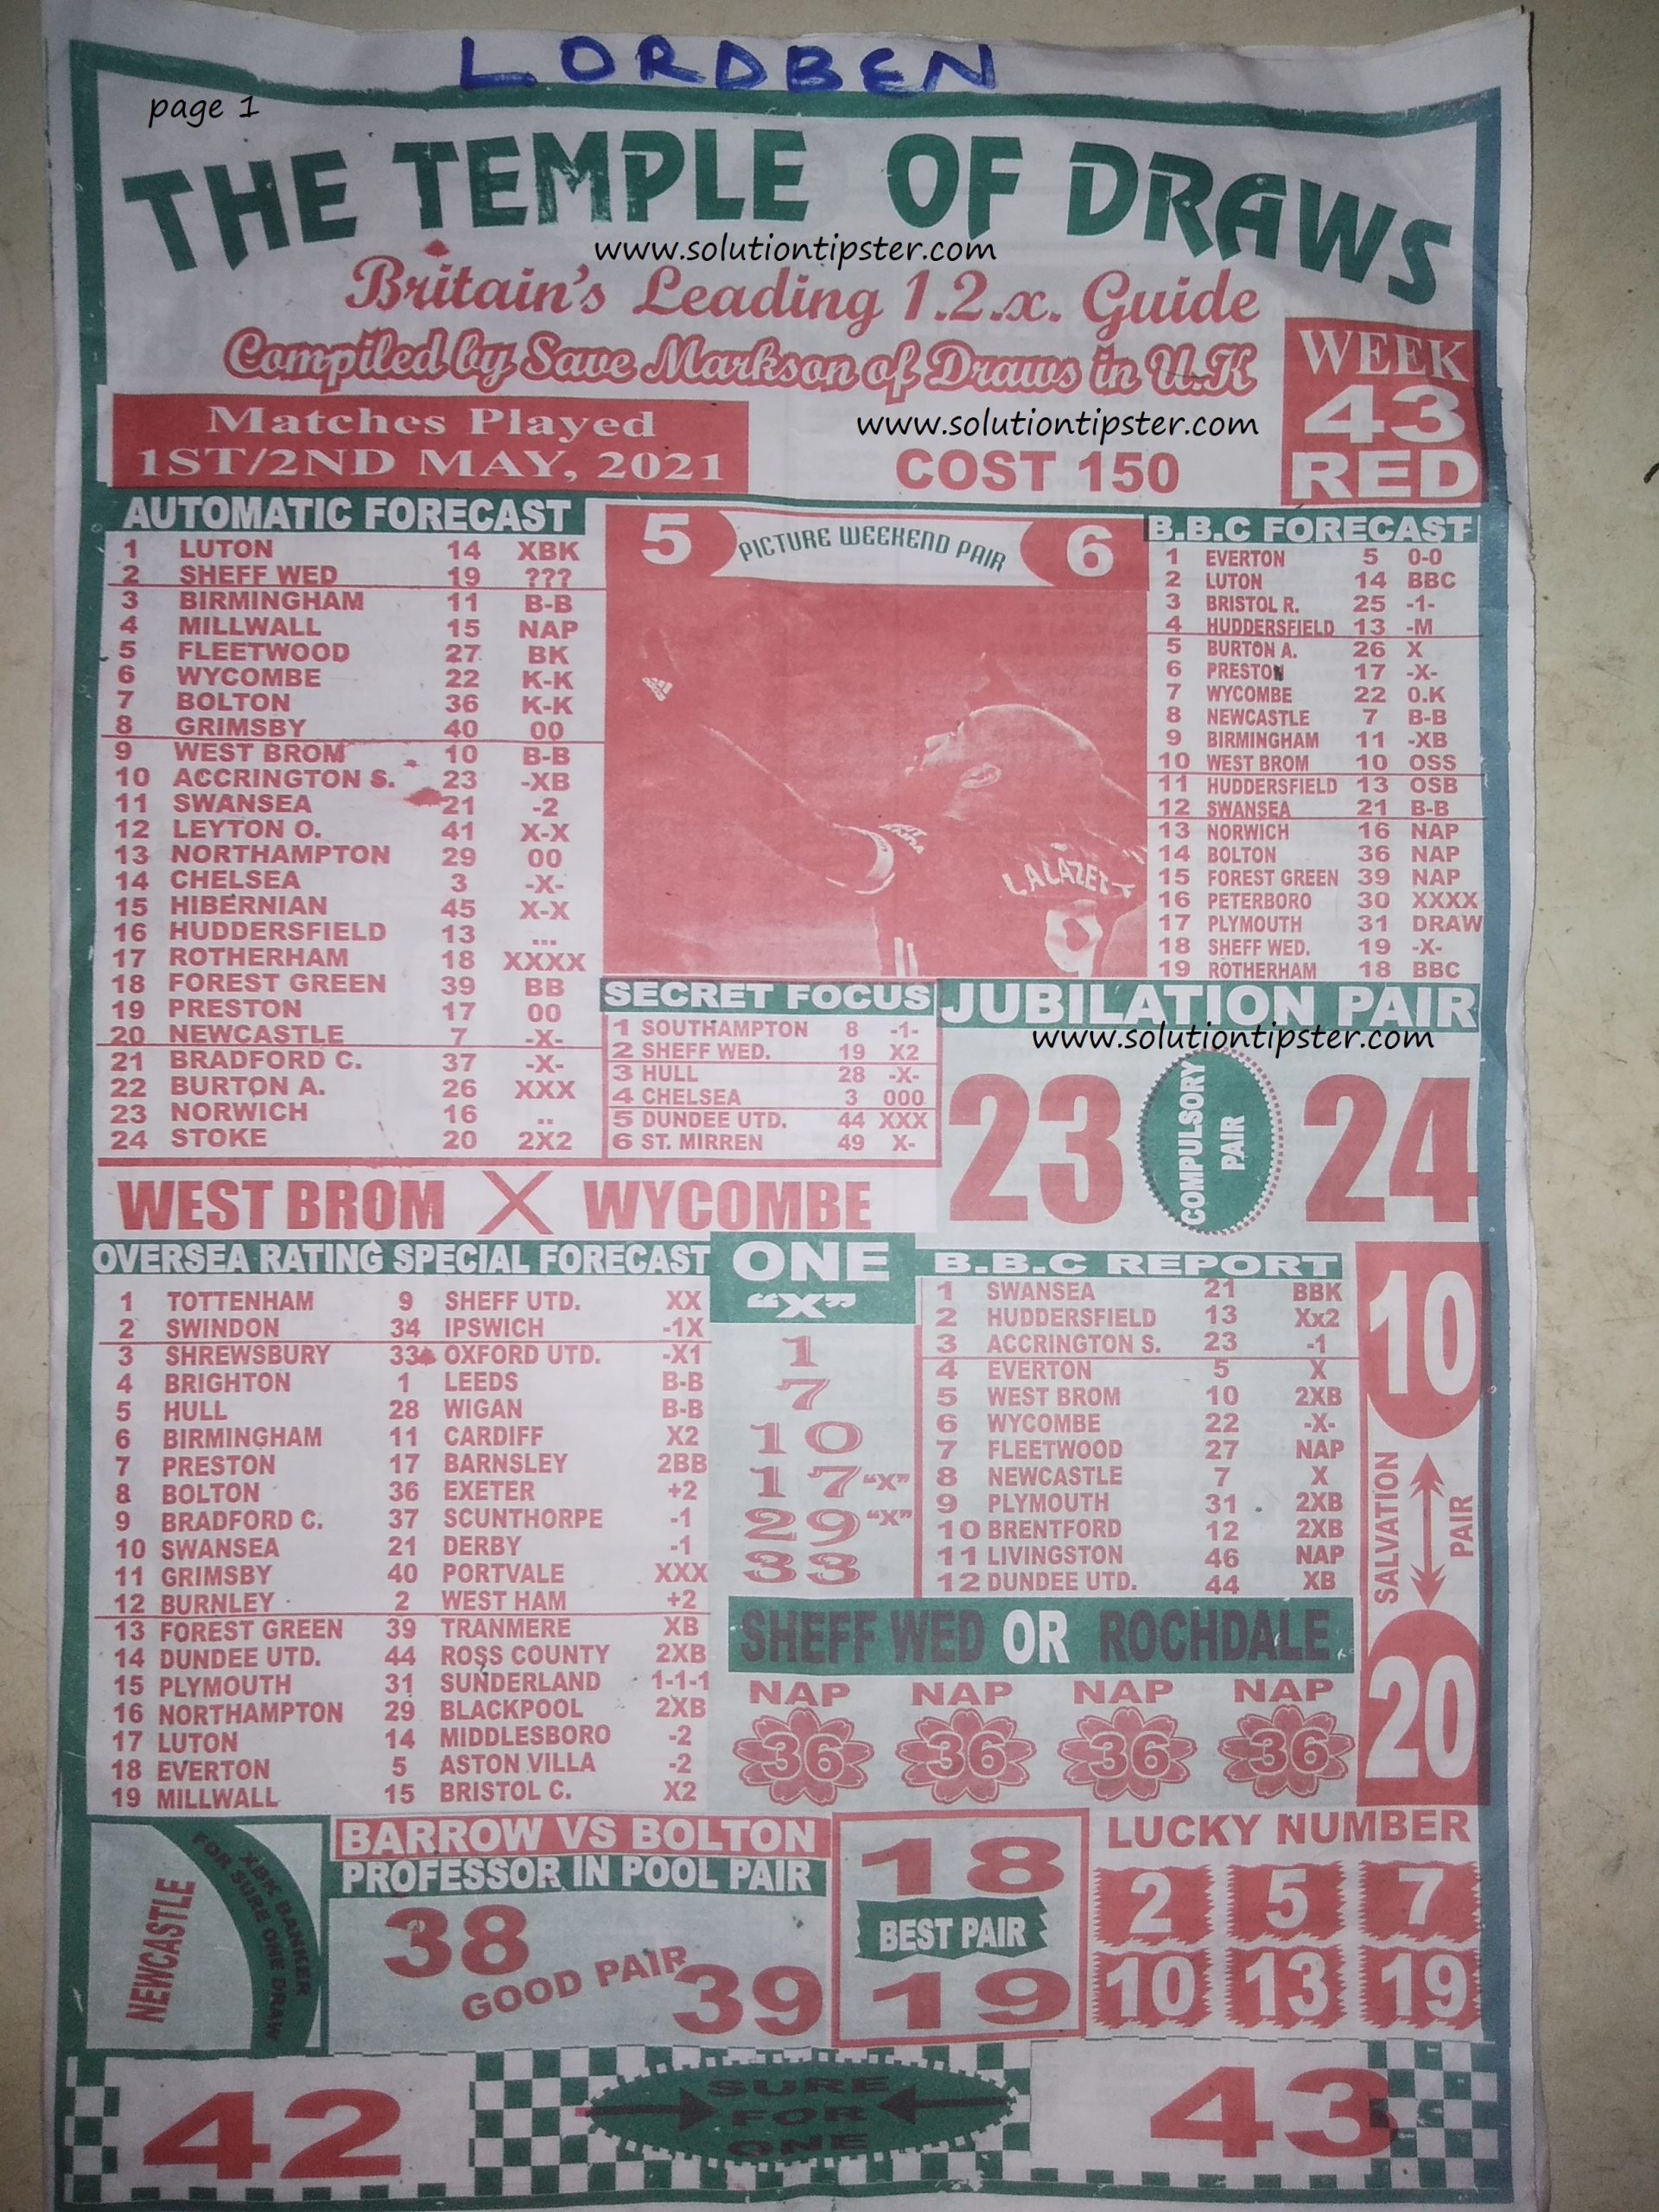 LORDBEN
page 1
THE TEMPLE OF DRAWS
www.solutiontipster.com
Britain's Leading 1.2.x. Guide
Compiled by Save Markson of Draws in U.K
WEEK
43
RED
Matches Played
1ST/2ND MAY, 2021
www.solutiontipster.com
COST 150
AUTOMATIC FORECAST
1 LUTON 14 XBK
2 SHEFF WED 19 ???
3 BIRMINGHAM 11 B-B
4 MILLWALL 15 NAP
5 FLEETWOOD 27 BK
6 WYCOMBE 22 K-K
7 BOLTON 36 K-K
8 GRIMSBY 40 00
9 WEST BROM 10 B-B
10 ACCRINGTON S. 23 -XB
11 SWANSEA 21 -2
12 LEYTON O. 41 X-X
13 NORTHAMPTON 29 00
14 CHELSEA 3 -X-
15 HIBERNIAN 45 X-X
16 HUDDERSFIELD 13 ...
17 ROTHERHAM 18 XXXX
18 FOREST GREEN 39 BB
19 PRESTON 17 00
20 NEWCASTLE 7 -X-
21 BRADFORD C. 37 -X-
22 BURTON A. 26 XXX
23 NORWICH 16 ..
24 STOKE 20 2X2
5 PICTURE WEEKEND PAIR 6
LALAZETT
B.B.C FORECAST
1 EVERTON 5 0-0
2 LUTON 14 BBC
3 BRISTOL R. 25 -1-
4 HUDDERSFIELD 13 -M
5 BURTON A. 26 X
6 PRESTON 17 -X-
7 WYCOMBE 22 0.K
8 NEWCASTLE 7 B-B
9 BIRMINGHAM 11 -XB
10 WEST BROM 10 OSS
11 HUDDERSFIELD 13 OSB
12 SWANSEA 21 B-B
13 NORWICH 16 NAP
14 BOLTON 36 NAP
15 FOREST GREEN 39 NAP
16 PETERBORO 30 XXXX
17 PLYMOUTH 31 DRAW
18 SHEFF WED. 19 -X-
19 ROTHERHAM 18 BBC
SECRET FOCUS
1 SOUTHAMPTON 8 -1-
2 SHEFF WED. 19 X2
3 HULL 28 -X-
4 CHELSEA 3 000
5 DUNDEE UTD. 44 XXX
6 ST. MIRREN 49 X-
JUBILATION PAIR
www.solutiontipster.com
23 COMPULSORY PAIR 24
WEST BROM X WYCOMBE
OVERSEA RATING SPECIAL FORECAST
1 TOTTENHAM 9 SHEFF UTD. XX
2 SWINDON 34 IPSWICH -1X
3 SHREWSBURY 33 OXFORD UTD. -X1
4 BRIGHTON 1 LEEDS B-B
5 HULL 28 WIGAN B-B
6 BIRMINGHAM 11 CARDIFF X2
7 PRESTON 17 BARNSLEY 2BB
8 BOLTON 36 EXETER +2
9 BRADFORD C. 37 SCUNTHORPE -1
10 SWANSEA 21 DERBY -1
11 GRIMSBY 40 PORTVALE XXX
12 BURNLEY 2 WEST HAM +2
13 FOREST GREEN 39 TRANMERE XB
14 DUNDEE UTD. 44 ROSS COUNTY 2XB
15 PLYMOUTH 31 SUNDERLAND 1-1-1
16 NORTHAMPTON 29 BLACKPOOL 2XB
17 LUTON 14 MIDDLESBORO -2
18 EVERTON 5 ASTON VILLA -2
19 MILLWALL 15 BRISTOL C. X2
ONE
"X"
1
7
10
17 "X"
29 "X"
33
B.B.C REPORT
1 SWANSEA 21 BBK
2 HUDDERSFIELD 13 Xx2
3 ACCRINGTON S. 23 -1
4 EVERTON 5 X
5 WEST BROM 10 2XB
6 WYCOMBE 22 -X-
7 FLEETWOOD 27 NAP
8 NEWCASTLE 7 X
9 PLYMOUTH 31 2XB
10 BRENTFORD 12 2XB
11 LIVINGSTON 46 NAP
12 DUNDEE UTD. 44 XB
10
SALVATION PAIR
20
SHEFF WED OR ROCHDALE
NAP NAP NAP NAP
36 36 36 36
NEWCASTLE
XBK BANKER
FOR SURE ONE DRAW
BARROW VS BOLTON
PROFESSOR IN POOL PAIR
38
GOOD PAIR
39
18
BEST PAIR
19
LUCKY NUMBER
2 5 7
10 13 19
42 SURE FOR ONE 43